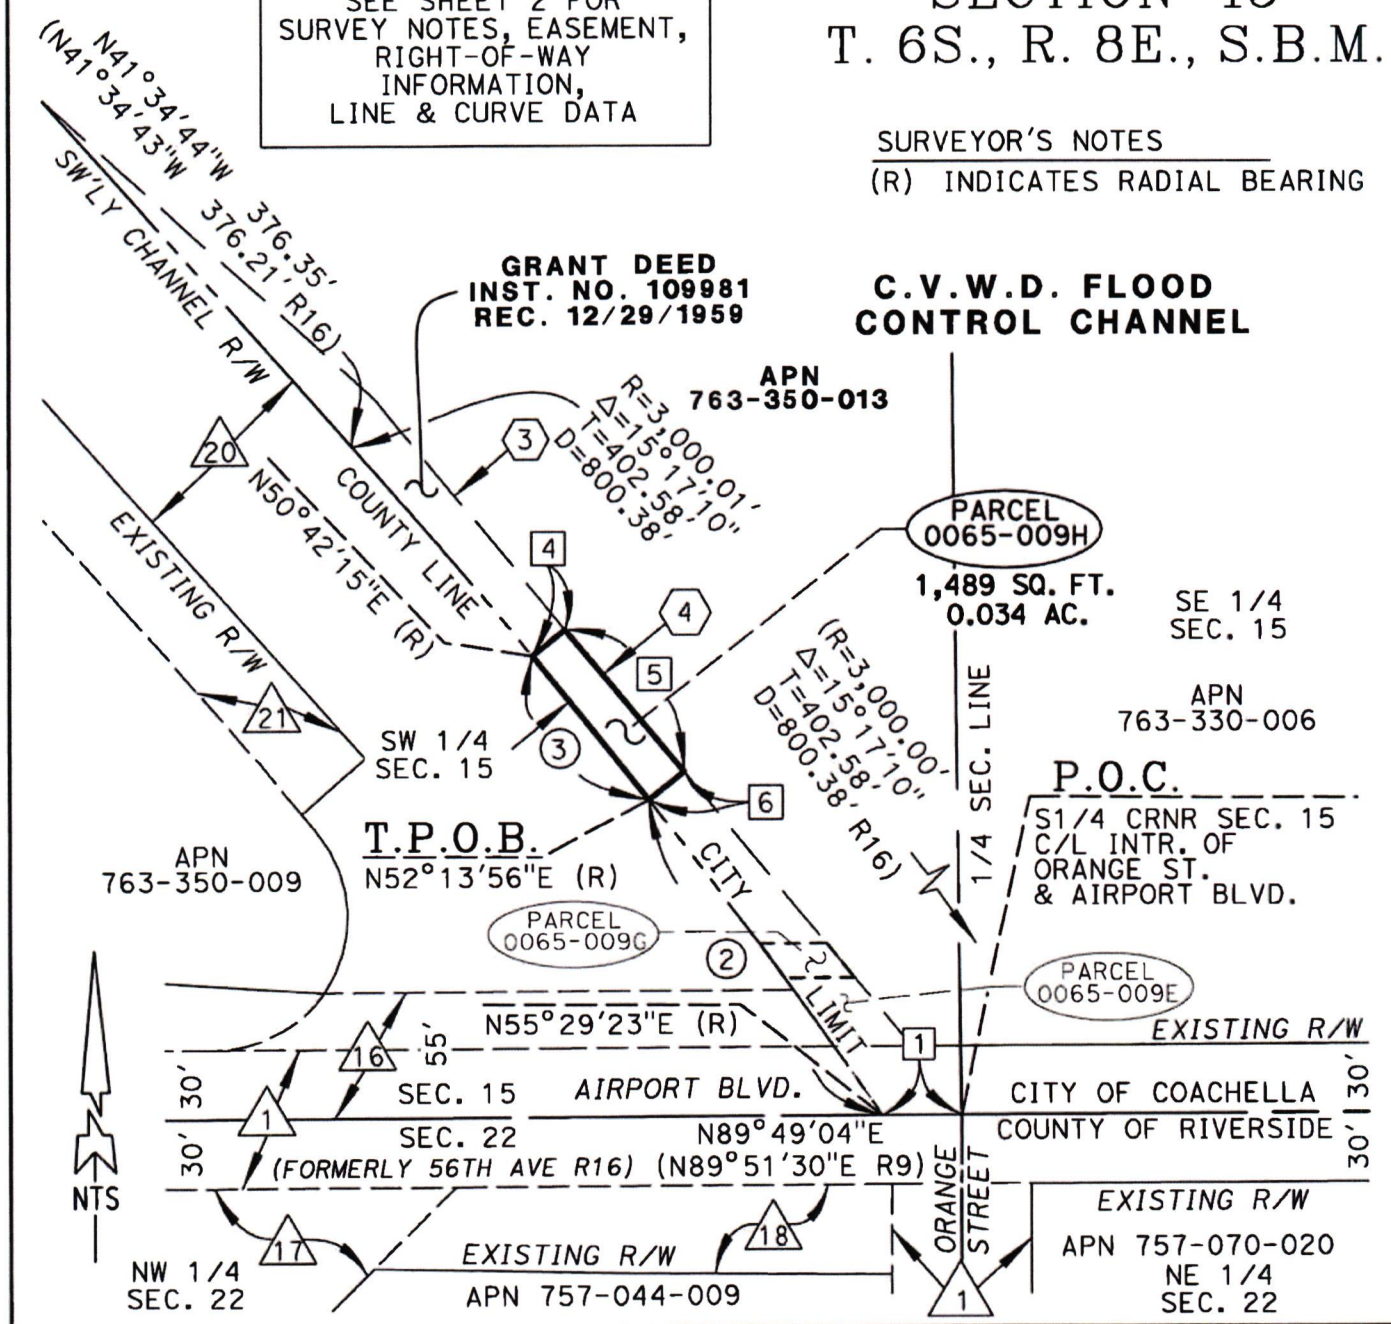 SEE SHEET 2 FOR
SURVEY NOTES, EASEMENT,
RIGHT-OF-WAY
INFORMATION,
LINE & CURVE DATA
T. 6S., R. 8E., S.B.M.
SURVEYOR'S NOTES
(R) INDICATES RADIAL BEARING
N41°34'44"W 376.35'
(N41°34'43"W 376.21' R16)
SW'LY CHANNEL R/W
GRANT DEED
INST. NO. 109981
REC. 12/29/1959
C.V.W.D. FLOOD
CONTROL CHANNEL
APN
763-350-013
R=3,000.01'
Δ=15°17'10"
T=402.58'
D=800.38'
3
20
COUNTY LINE
N50°42'15"E (R)
EXISTING R/W
PARCEL
0065-009H
1,489 SQ. FT.
0.034 AC.
4
4
5
SE 1/4
SEC. 15
APN
763-330-006
(R=3,000.00'
Δ=15°17'10"
T=402.58'
D=800.38' R16)
1/4 SEC. LINE
21
SW 1/4
SEC. 15
3
6
P.O.C.
S1/4 CRNR SEC. 15
C/L INTR. OF
ORANGE ST.
& AIRPORT BLVD.
T.P.O.B.
N52°13'56"E (R)
APN
763-350-009
CITY LIMIT
PARCEL
0065-009G
2
PARCEL
0065-009E
N55°29'23"E (R)
1
EXISTING R/W
16
55'
30'
SEC. 15
AIRPORT BLVD.
CITY OF COACHELLA
30'
1
30'
SEC. 22
N89°49'04"E
COUNTY OF RIVERSIDE
30'
(FORMERLY 56TH AVE R16) (N89°51'30"E R9)
NTS
ORANGE
STREET
EXISTING R/W
17
18
EXISTING R/W
APN 757-044-009
NW 1/4
SEC. 22
1
APN 757-070-020
NE 1/4
SEC. 22